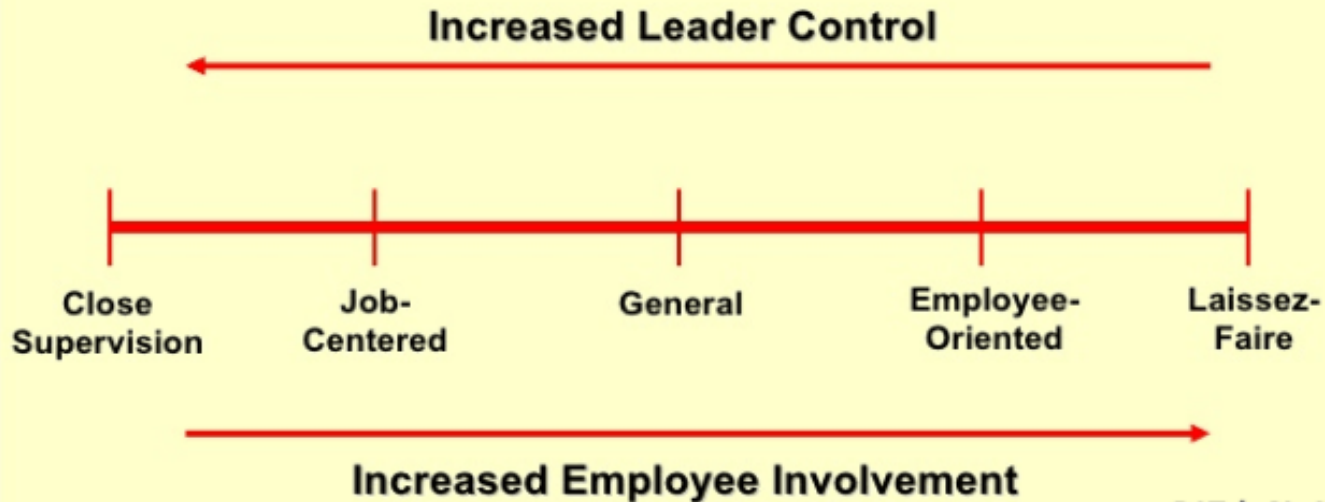 Increased Leader Control
Close Supervision
Job-Centered
General
Employee-Oriented
Laissez-Faire
Increased Employee Involvement